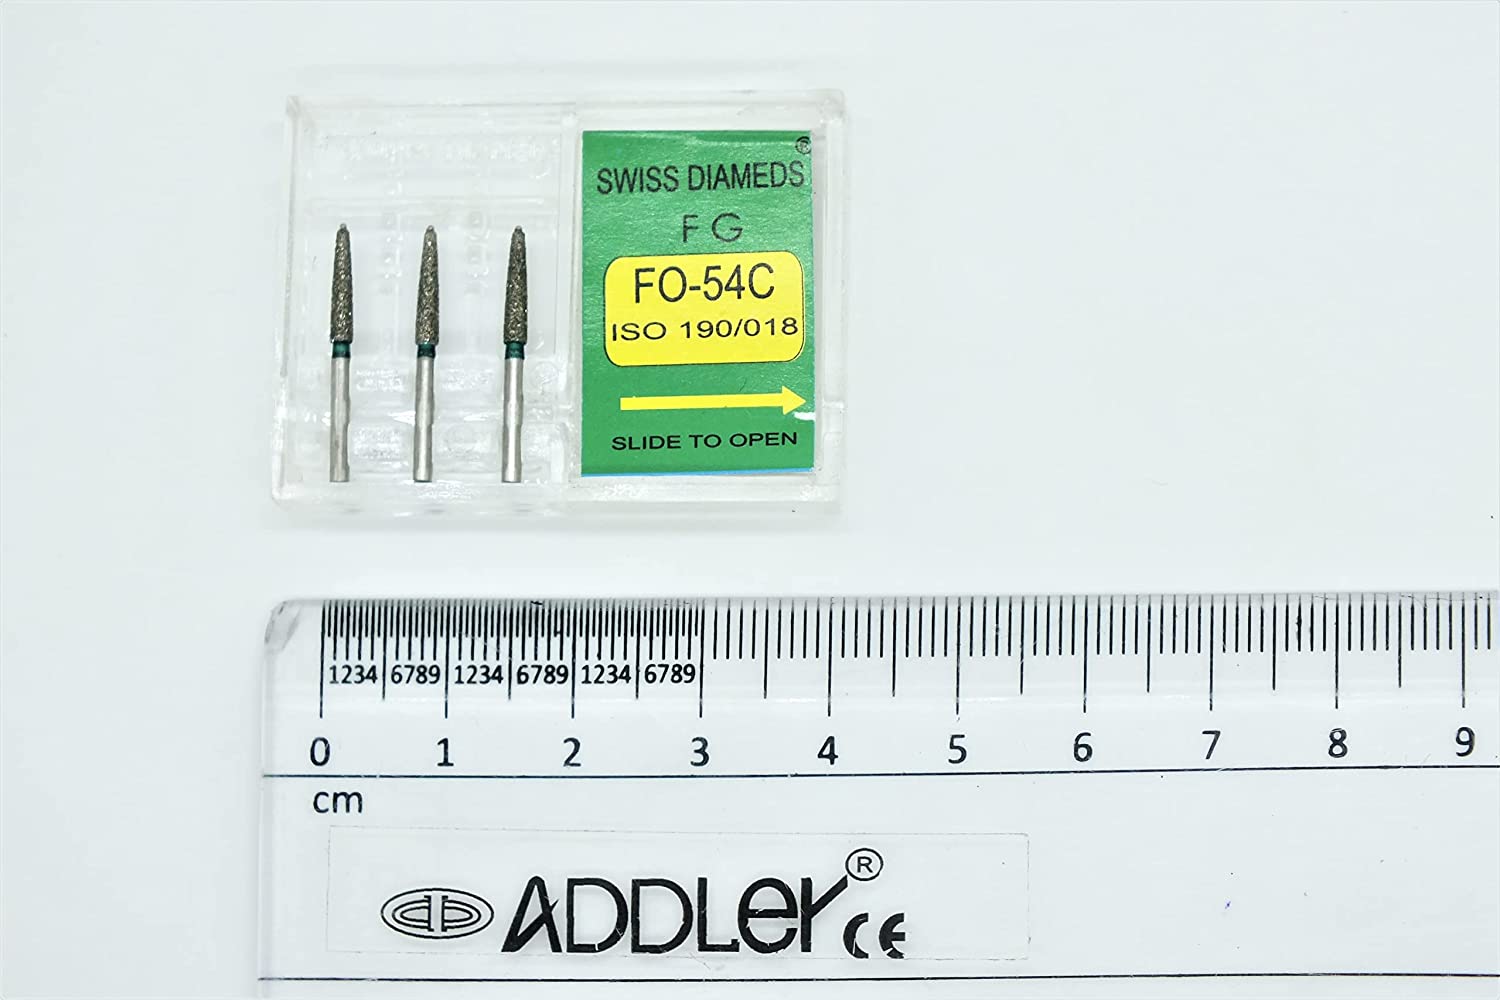 SWISS DIAMEDS®
FG
FO-54C
ISO 190/018
SLIDE TO OPEN
1234 6789 1234 6789 1234 6789
0 1 2 3 4 5 6 7 8 9
cm
ADDLER® CE